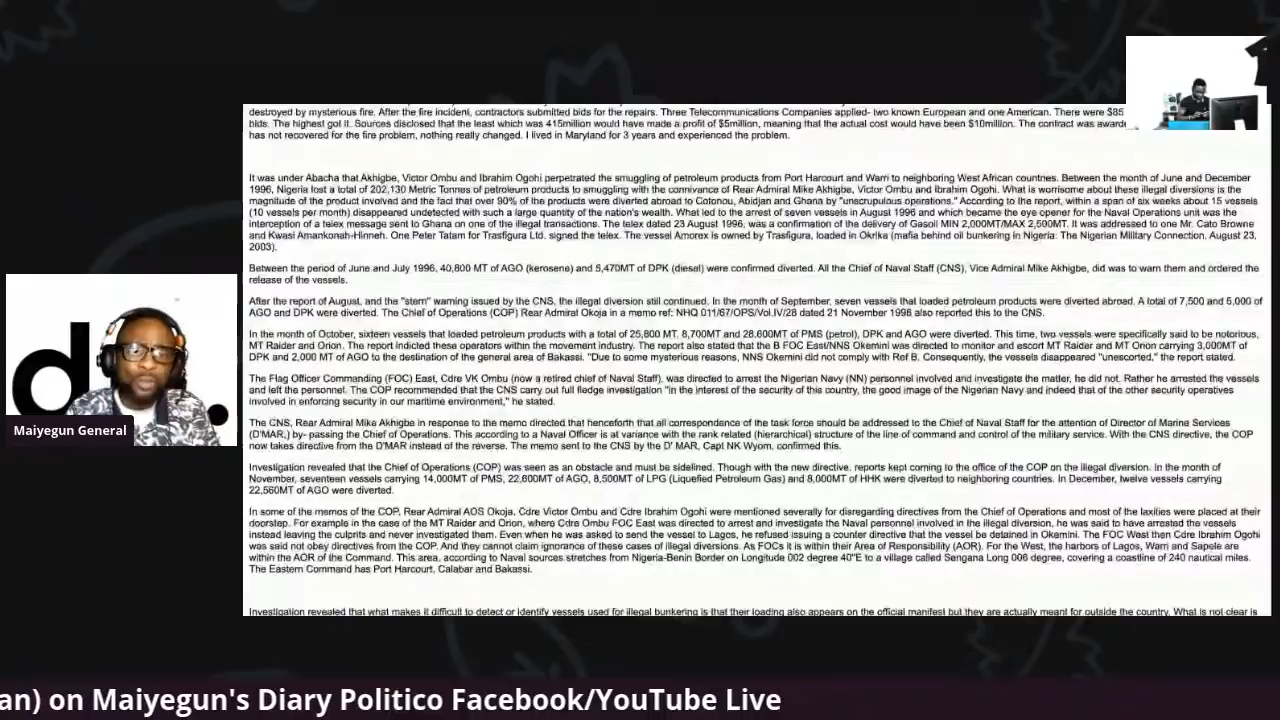 destroyed by mysterious fire. After the fire incident, contractors submitted bids for the repairs. Three Telecommunications Companies applied- two known European and one American. There were $85
bids. The highest got it. Sources disclosed that the least which was 415million would have made a profit of $5million, meaning that the actual cost would have been $10million. The contract was
has not recovered for the fire problem, nothing really changed. I lived in Maryland for 3 years and experienced the problem.
It was under Abacha that Akhigbe, Victor Ombu and Ibrahim Ogohi perpetrated the smuggling of petroleum products from Port Harcourt and Warri to neighboring West African countries. Between the month of June and December
1996, Nigeria lost a total of 202,130 Metric Tonnes of petroleum products to smuggling with the connivance of Rear Admiral Mike Akhigbe, Victor Ombu and Ibrahim Ogohi. What is worrisome about these illegal diversions is the
magnitude of the product involved and the fact that over 90% of the products were diverted abroad to Cotonou, Abidjan and Ghana by "unscrupulous operations." According to the report, within a span of six weeks about 15 vessels
(10 vessels per month) disappeared undetected with such a large quantity of the nation's wealth. What led to the arrest of seven vessels in August 1996 and which became the eye opener for the Naval Operations unit was the
interception of a telex message sent to Ghana on one of the illegal transactions. The telex dated 23 August 1996, was a confirmation of the delivery of Gasoil MIN 2,000MT/MAX 2,500MT. It was addressed to one Mr. Cato Browne
and Kwasi Amankonah-Hinneh. One Peter Tatam for Trasfigura Ltd. signed the telex. The vessel Amorex is owned by Trasfigura, loaded in Okrika (mafia behind oil bunkering in Nigeria: The Nigerian Military Connection. August 23,
2003).
Between the period of June and July 1996, 40,800 MT of AGO (kerosene) and 5,470MT of DPK (diesel) were confirmed diverted. All the Chief of Naval Staff (CNS), Vice Admiral Mike Akhigbe, did was to warn them and ordered the
release of the vessels.
After the report of August, and the "stern" warning issued by the CNS, the illegal diversion still continued. In the month of September, seven vessels that loaded petroleum products were diverted abroad. A total of 7,500 and 5,000 of
AGO and DPK were diverted. The Chief of Operations (COP) Rear Admiral Okoja in a memo ref: NHQ 011/67/OPS/Vol.IV/28 dated 21 November 1998 also reported this to the CNS.
In the month of October, sixteen vessels that loaded petroleum products with a total of 25,800 MT. 8,700MT and 28,600MT of PMS (petrol), DPK and AGO were diverted. This time, two vessels were specifically said to be notorious,
MT Raider and Orion. The report indicted these operators within the movement industry. The report also stated that the B FOC East/NNS Okemini was directed to monitor and escort MT Raider and MT Orion carrying 3,000MT of
DPK and 2,000 MT of AGO to the destination of the general area of Bakassi. "Due to some mysterious reasons, NNS Okemini did not comply with Ref B. Consequently, the vessels disappeared "unescorted," the report stated.
The Flag Officer Commanding (FOC) East, Cdre VK Ombu (now a retired chief of Naval Staff), was directed to arrest the Nigerian Navy (NN) personnel involved and investigate the matter, he did not. Rather he arrested the vessels
and left the personnel. The COP recommended that the CNS carry out full fledge investigation "in the interest of the security of this country, the good image of the Nigerian Navy and indeed that of the other security operatives
involved in enforcing security in our maritime environment," he stated.
The CNS, Rear Admiral Mike Akhigbe in response to the memo directed that henceforth that all correspondence of the task force should be addressed to the Chief of Naval Staff for the attention of Director of Marine Services
(D'MAR,) by- passing the Chief of Operations. This according to a Naval Officer is at variance with the rank related (hierarchical) structure of the line of command and control of the military service. With the CNS directive, the COP
now takes directive from the D'MAR instead of the reverse. The memo sent to the CNS by the D' MAR, Capt NK Wyom, confirmed this.
Investigation revealed that the Chief of Operations (COP) was seen as an obstacle and must be sidelined. Though with the new directive, reports kept coming to the office of the COP on the illegal diversion. In the month of
November, seventeen vessels carrying 14,000MT of PMS, 22,600MT of AGO, 8,500MT of LPG (Liquefied Petroleum Gas) and 8,000MT of HHK were diverted to neighboring countries. In December, twelve vessels carrying
22,560MT of AGO were diverted.
In some of the memos of the COP, Rear Admiral AOS Okoja, Cdre Victor Ombu and Cdre Ibrahim Ogohi were mentioned severally for disregarding directives from the Chief of Operations and most of the laxities were placed at their
doorstep. For example in the case of the MT Raider and Orion, where Cdre Ombu FOC East was directed to arrest and investigate the Naval personnel involved in the illegal diversion, he was said to have arrested the vessels
instead leaving the culprits and never investigated them. Even when he was asked to send the vessel to Lagos, he refused issuing a counter directive that the vessel be detained in Okemini. The FOC West then Cdre Ibrahim Ogohi
was said not obey directives from the COP. And they cannot claim ignorance of these cases of illegal diversions. As FOCs it is within their Area of Responsibility (AOR). For the West, the harbors of Lagos, Warri and Sapele are
within the AOR of the Command. This area, according to Naval sources stretches from Nigeria-Benin Border on Longitude 002 degree 40"E to a village called Sengana Long 006 degree, covering a coastline of 240 nautical miles.
The Eastern Command has Port Harcourt, Calabar and Bakassi.
Investigation revealed that what makes it difficult to detect or identify vessels used for illegal bunkering is that their loading also appears on the official manifest but they are actually meant for outside the country. What is not clear is
d.
Maiyegun General
an) on Maiyegun's Diary Politico Facebook/YouTube Live